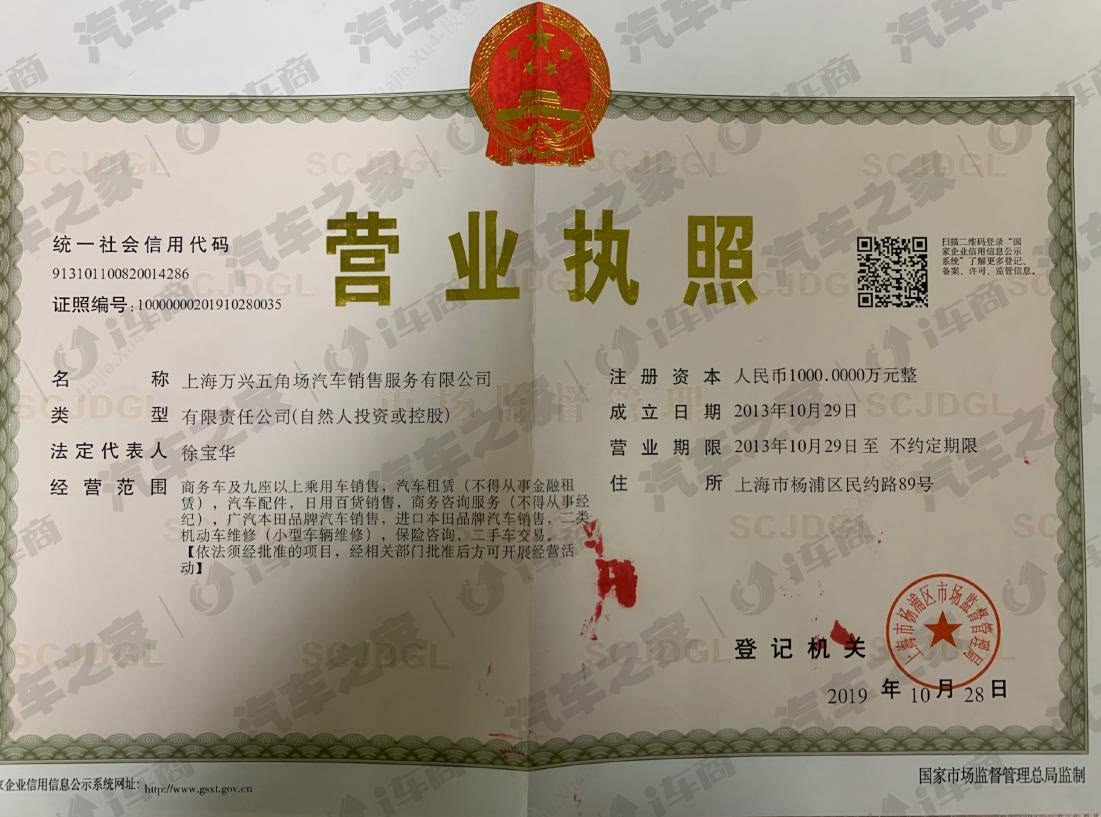 营业执照
统一社会信用代码
913101100820014286
证照编号:10000000201910280035
扫描二维码登录“国
家企业信用信息公示
系统”了解更多登记、
备案、许可、监管信息。
名称 上海万兴五角场汽车销售服务有限公司
类型 有限责任公司(自然人投资或控股)
法定代表人 徐宝华
经营范围 商务车及九座以上乘用车销售，汽车租赁（不得从事金融租
赁），汽车配件，日用百货销售，商务咨询服务（不得从事经
纪），广汽本田品牌汽车销售，进口本田品牌汽车销售，二类
机动车维修（小型车辆维修），保险咨询，二手车交易。
【依法须经批准的项目，经相关部门批准后方可开展经营活
动】
注册资本 人民币1000.0000万元整
成立日期 2013年10月29日
营业期限 2013年10月29日至 不约定期限
住所 上海市杨浦区民约路89号
登记机关
上海市杨浦区市场监督管理局
2019 年 10 月 28 日
家企业信用信息公示系统网址: http://www.gsxt.gov.cn
国家市场监督管理总局监制
SCJDGL
汽车之家
i车商